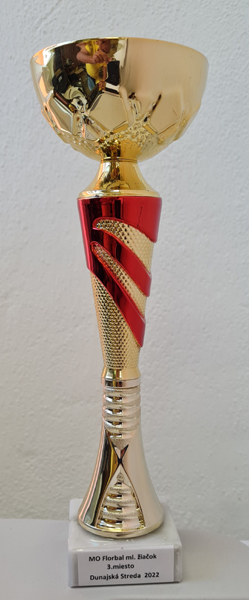 MO Florbal ml. žiačok
3.miesto
Dunajská Streda 2022